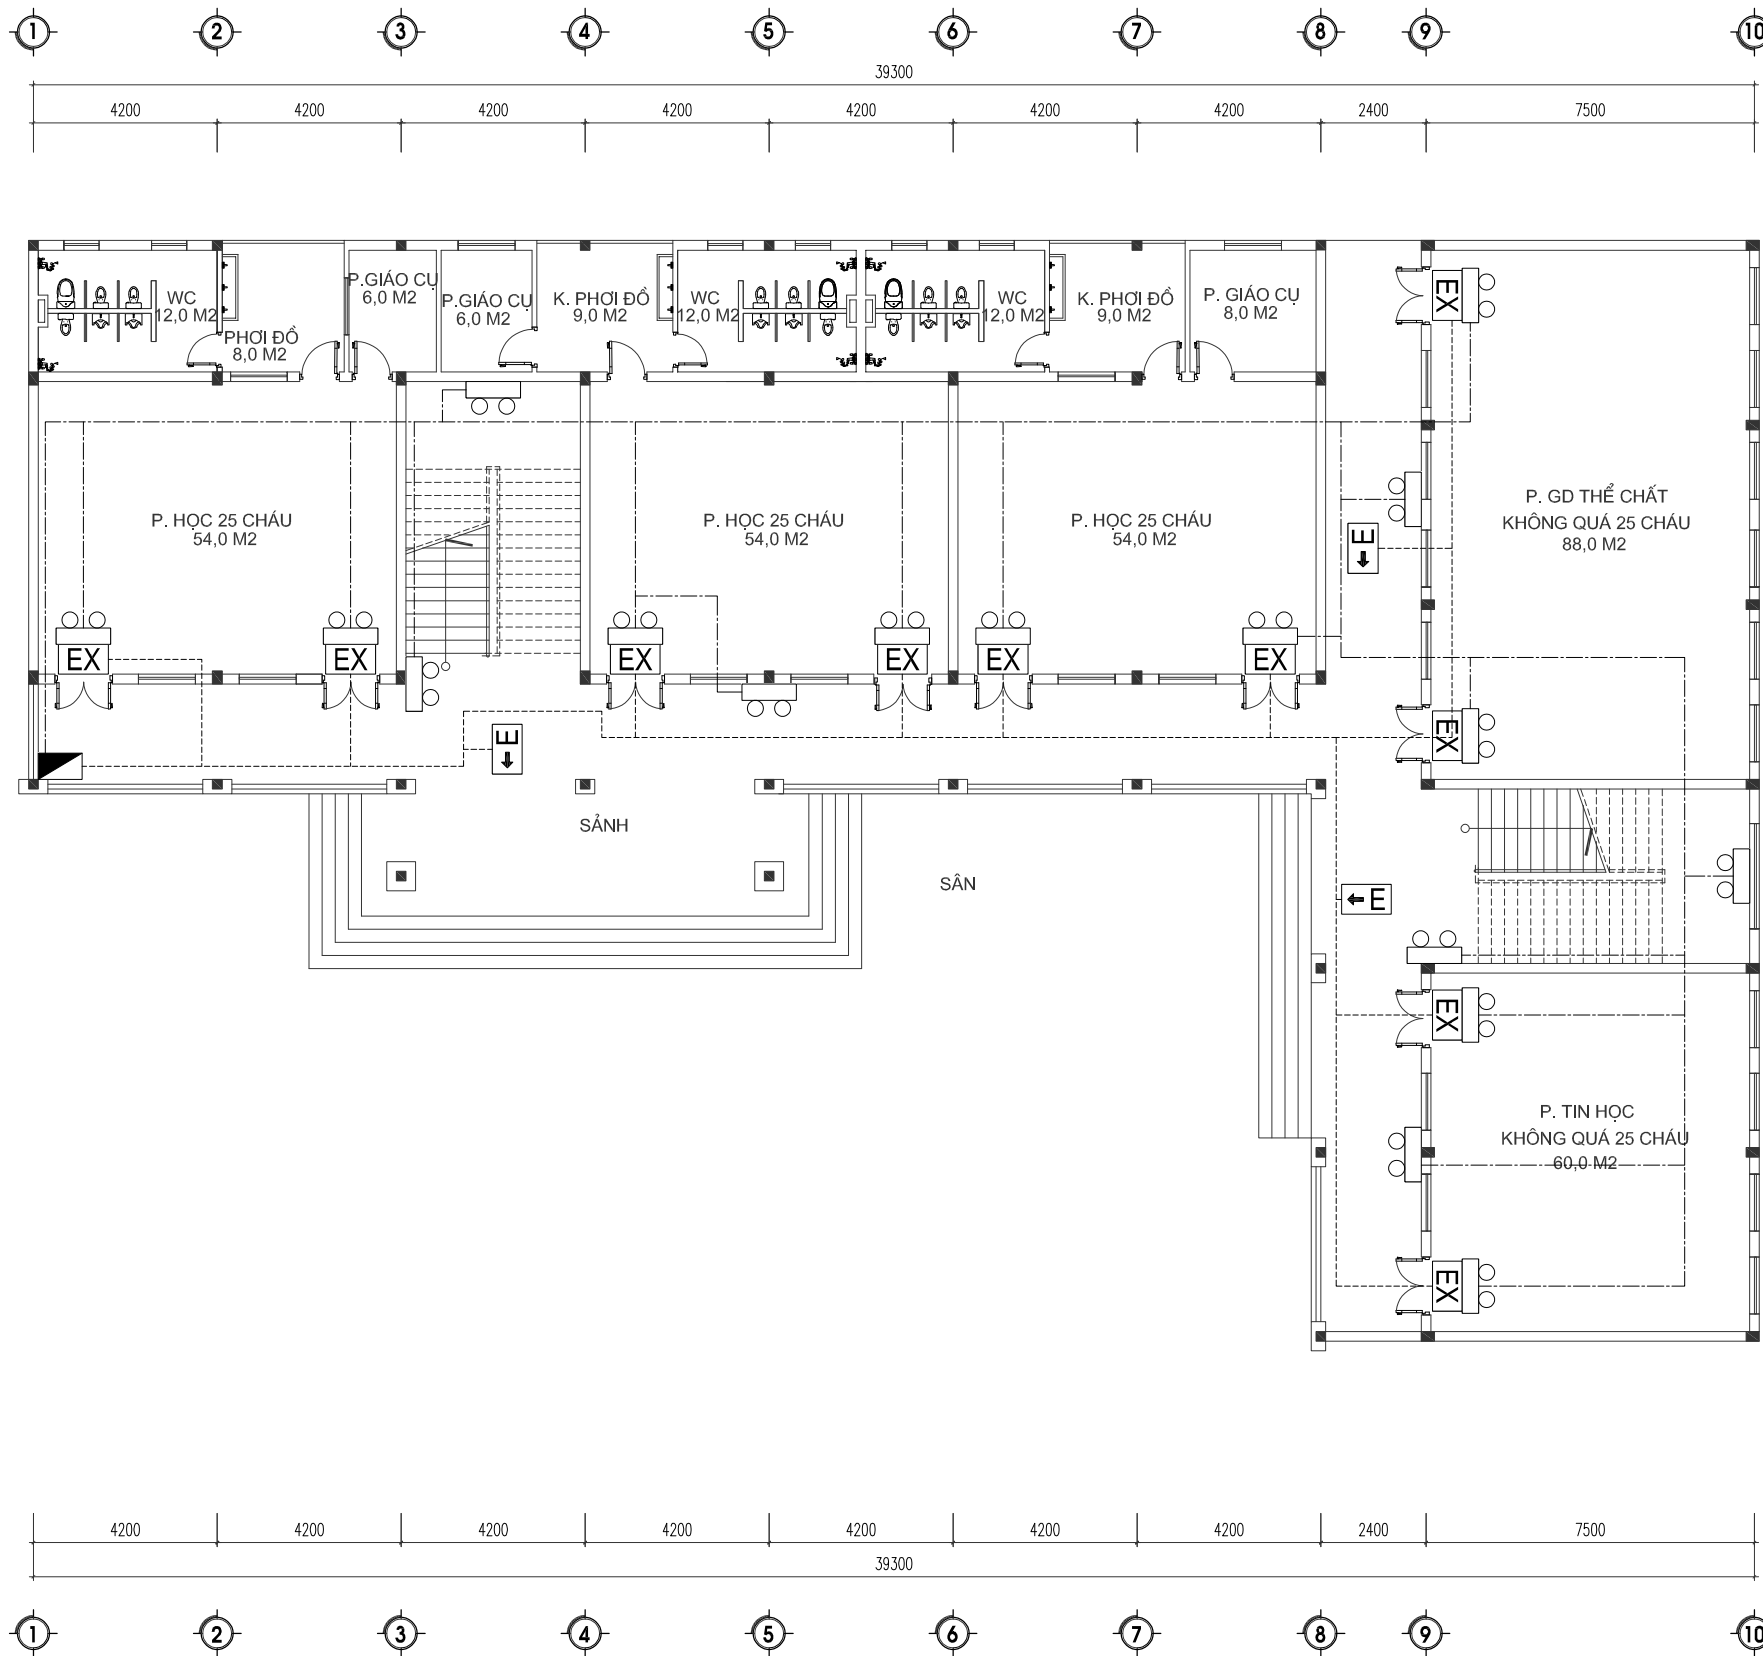 1 2 3 4 5 6 7 8 9 10
39300
4200 4200 4200 4200 4200 4200 4200 2400 7500
WC
12,0 M2
PHƠI ĐỒ
8,0 M2
P.GIÁO CỤ
6,0 M2
P.GIÁO CỤ
6,0 M2
K. PHƠI ĐỒ
9,0 M2
WC
12,0 M2
WC
12,0 M2
K. PHƠI ĐỒ
9,0 M2
P. GIÁO CỤ
8,0 M2
EX
P. HỌC 25 CHÁU
54,0 M2
P. HỌC 25 CHÁU
54,0 M2
P. HỌC 25 CHÁU
54,0 M2
P. GD THỂ CHẤT
KHÔNG QUÁ 25 CHÁU
88,0 M2
E
EX EX EX EX EX EX
EX
E
SẢNH
SÂN
E
EX
P. TIN HỌC
KHÔNG QUÁ 25 CHÁU
60,0 M2
EX
4200 4200 4200 4200 4200 4200 4200 2400 7500
39300
1 2 3 4 5 6 7 8 9 10